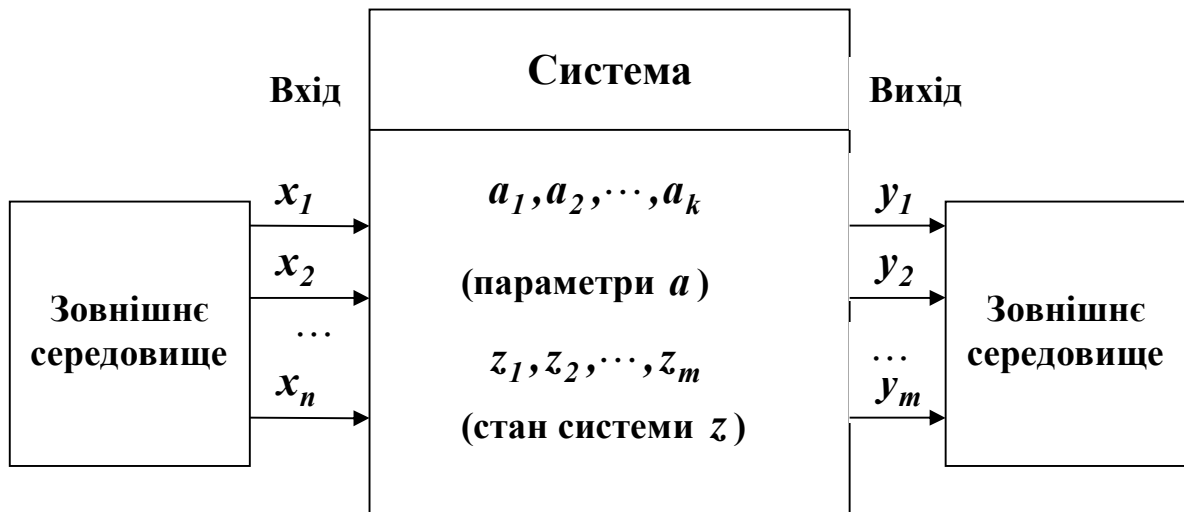 Система
Вхід
Вихід
x₁
x₂
...
xₙ
Зовнішнє
середовище
a₁, a₂, ⋯, aₖ
(параметри a)
z₁, z₂, ⋯, zₘ
(стан системи z)
y₁
y₂
...
yₘ
Зовнішнє
середовище